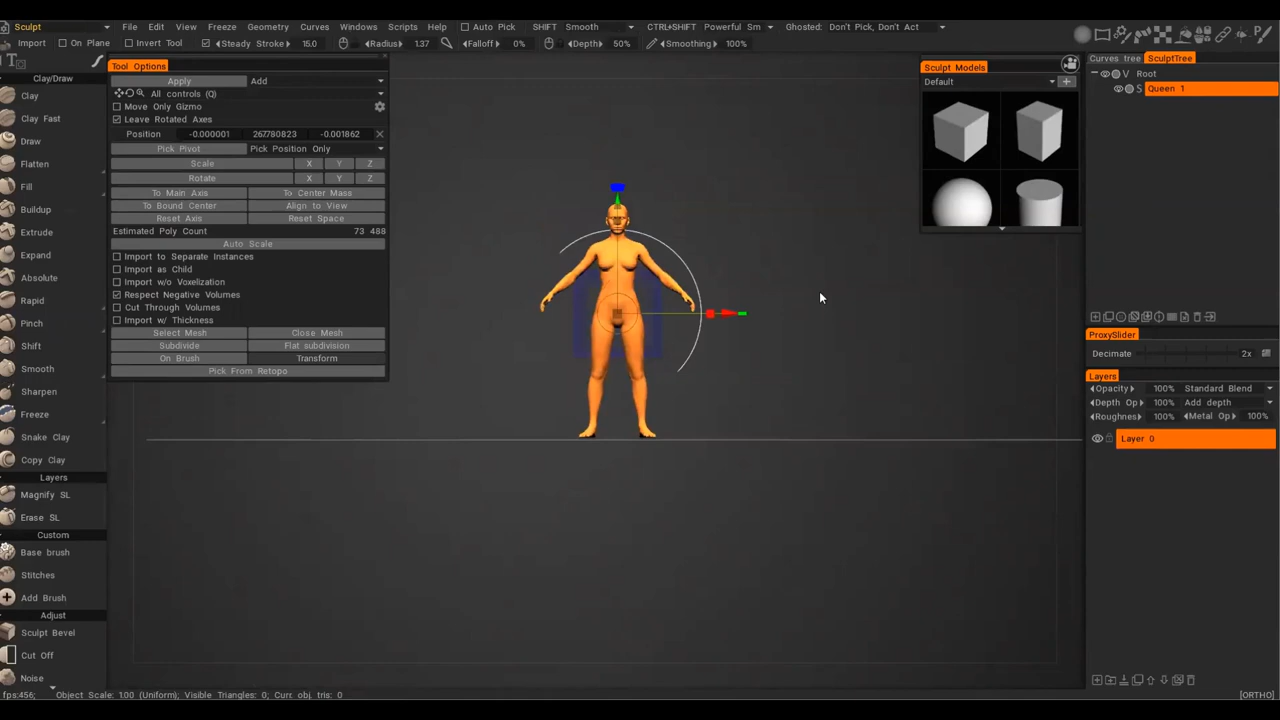 Sculpt File Edit View Freeze Geometry Curves Windows Scripts Help Auto Pick SHIFT Smooth CTRL+SHIFT Powerful Sm Ghosted: Don't Pick, Don't Act
Import On Plane Invert Tool Steady Stroke 15.0 Radius 1.37 Falloff 0% Depth 50% Smoothing 100%
Clay/Draw
Clay
Clay Fast
Draw
Flatten
Fill
Buildup
Extrude
Expand
Absolute
Rapid
Pinch
Shift
Smooth
Sharpen
Freeze
Snake Clay
Copy Clay
Layers
Magnify SL
Erase SL
Custom
Base brush
Stitches
Add Brush
Adjust
Sculpt Bevel
Cut Off
Noise
Tool Options
Apply Add
All controls (Q)
Move Only Gizmo
Leave Rotated Axes
Position -0.000001 267780823 -0.001862
Pick Pivot Pick Position Only
Scale X Y Z
Rotate X Y Z
To Main Axis To Center Mass
To Bound Center Align to View
Reset Axis Reset Space
Estimated Poly Count 73 488
Auto Scale
Import to Separate Instances
Import as Child
Import w/o Voxelization
Respect Negative Volumes
Cut Through Volumes
Import w/ Thickness
Select Mesh Close Mesh
Subdivide Flat subdivision
On Brush Transform
Pick From Retopo
Sculpt Models
Default
Curves tree SculptTree
V Root
S Queen 1
ProxySlider
Decimate 2x
Layers
Opacity 100% Standard Blend
Depth Op 100% Add depth
Roughnes 100% Metal Op 100%
Layer 0
fps:456; Object Scale: 1.00 (Uniform), Visible Triangles: 0; Curr. obj. tris: 0 [ORTHO]